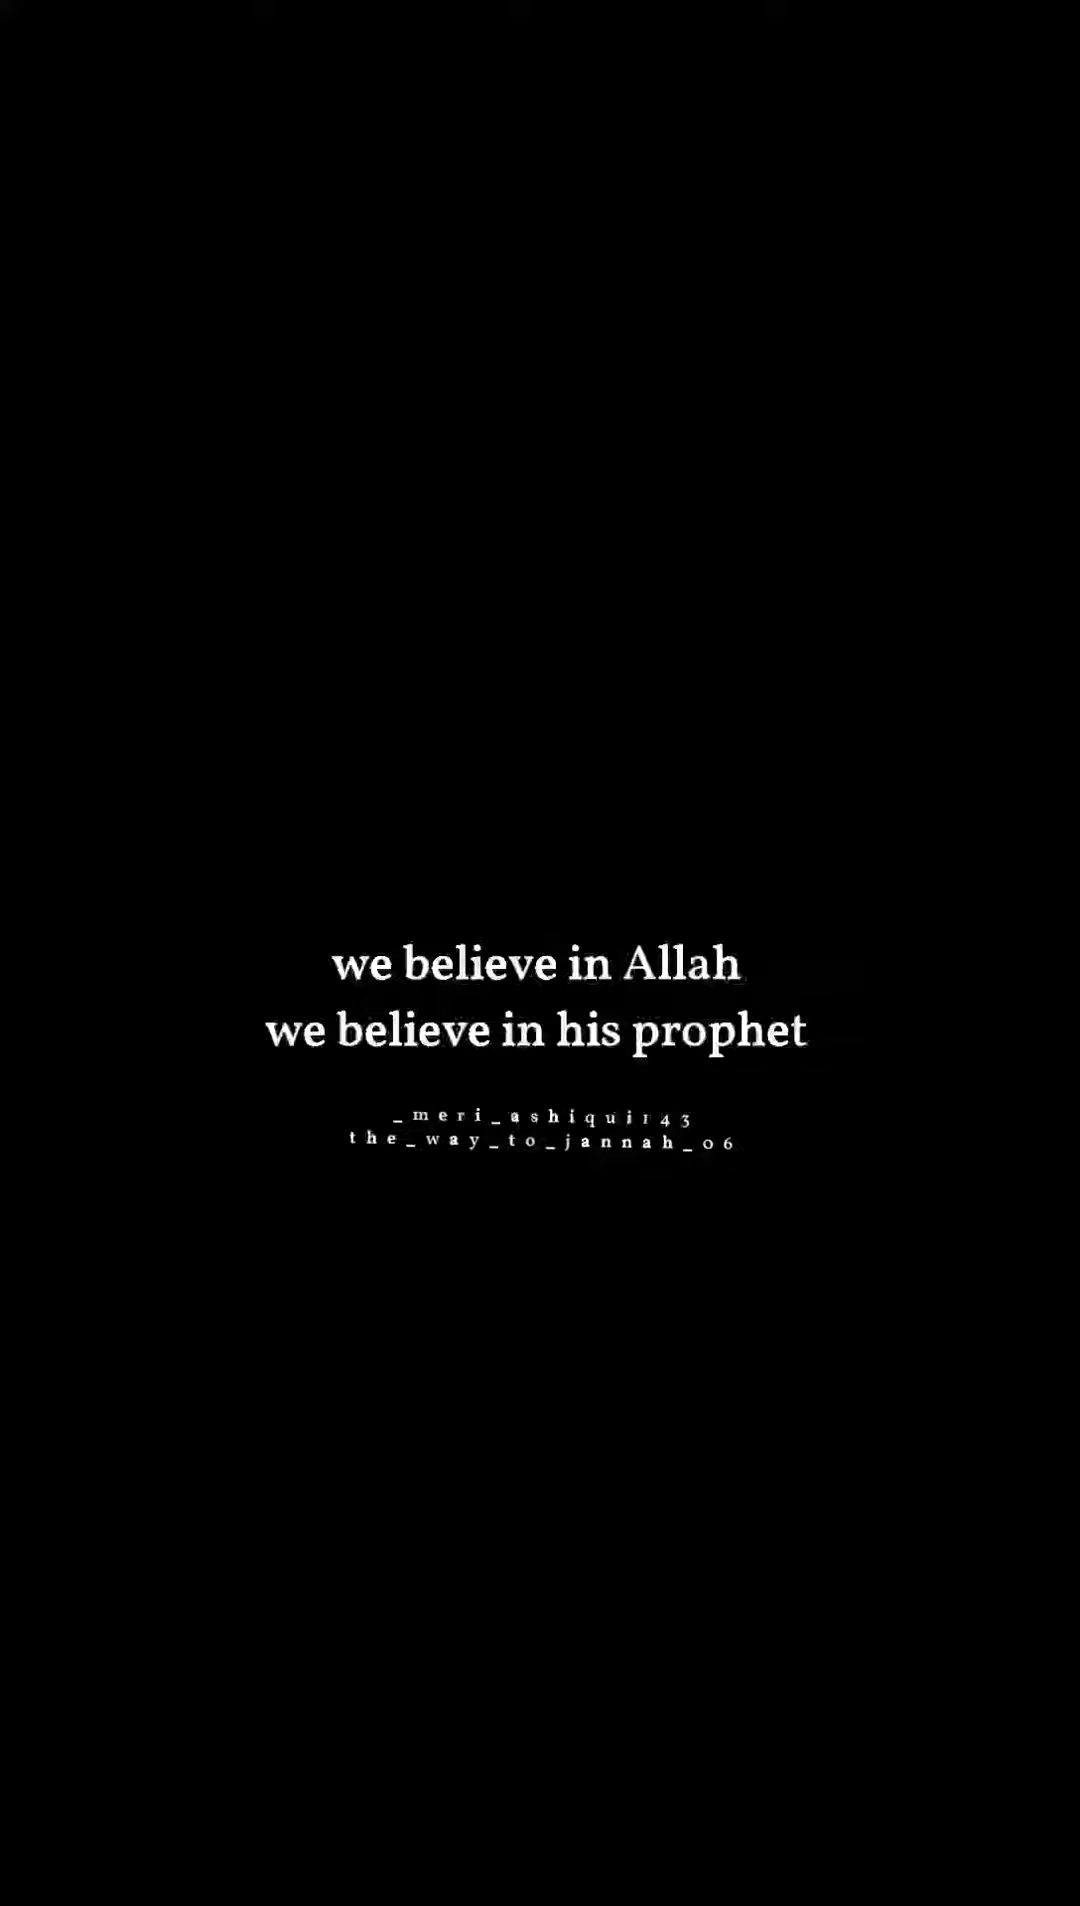 we believe in Allah
we believe in his prophet
_meri_ashiqui143
the_way_to_jannah_06